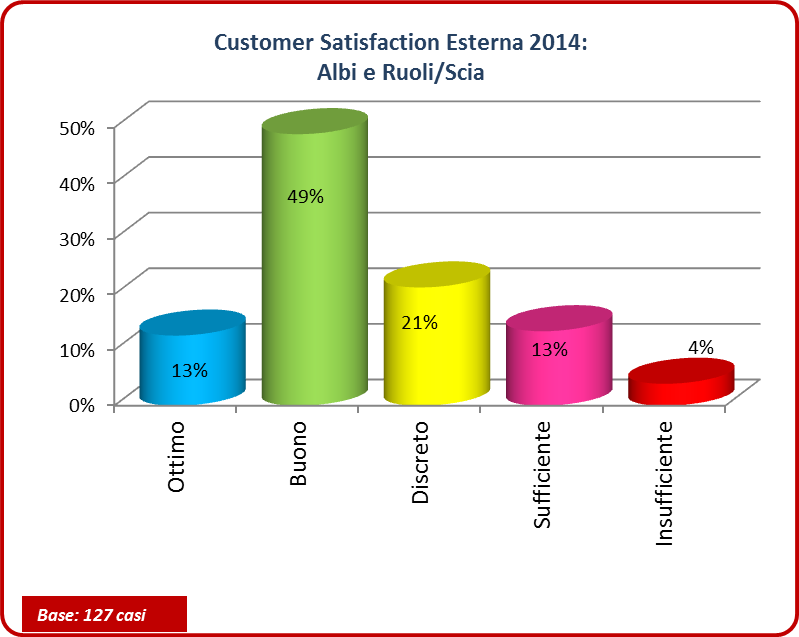 Customer Satisfaction Esterna 2014:
Albi e Ruoli/Scia
50%
40%
30%
20%
10%
0%
13%
49%
21%
13%
4%
Ottimo
Buono
Discreto
Sufficiente
Insufficiente
Base: 127 casi